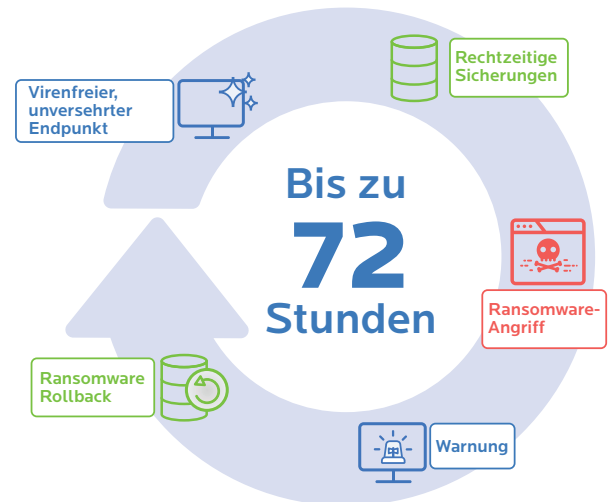 Virenfreier,
unversehrter
Endpunkt
Rechtzeitige
Sicherungen
Bis zu
72
Stunden
Ransomware-
Angriff
Warnung
Ransomware
Rollback